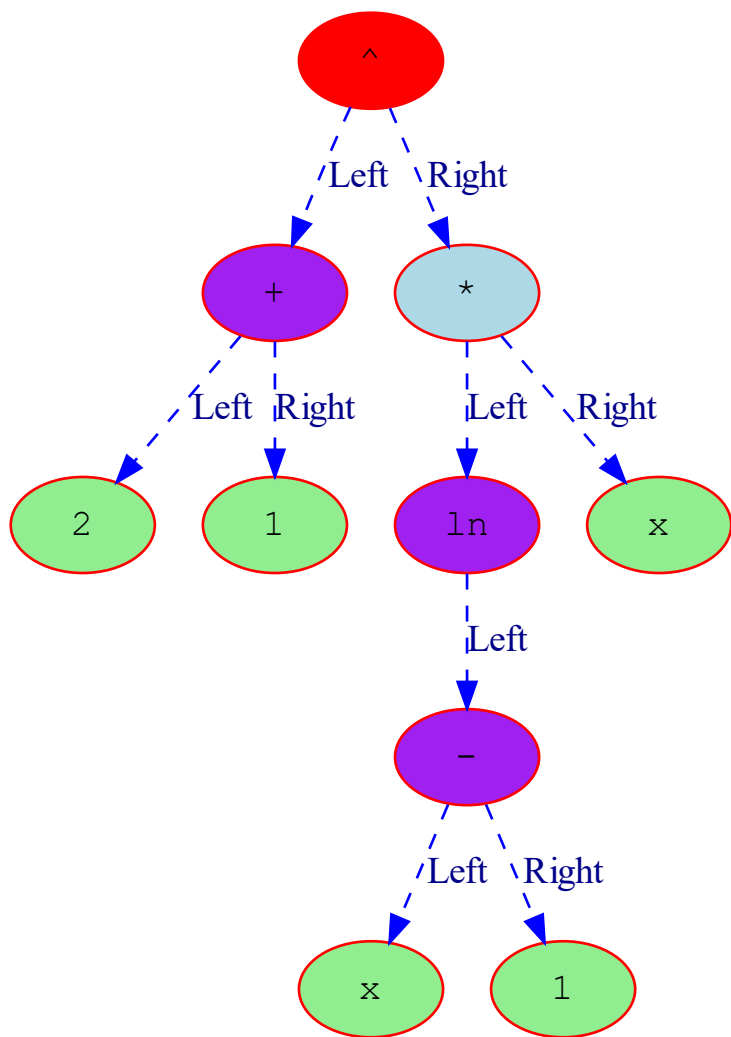 ^
Left Right
+ *
Left Right Left Right
2 1 ln x
Left
-
Left Right
x 1